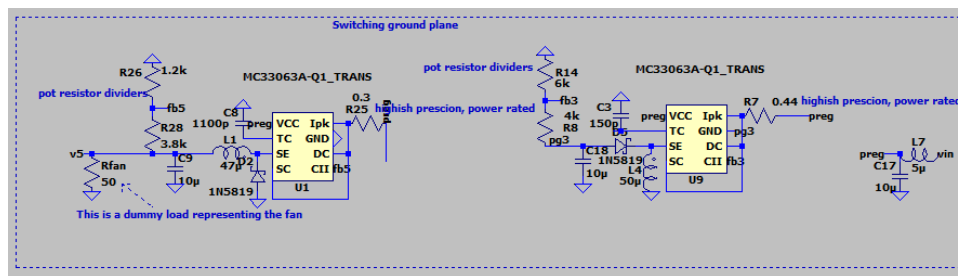 Switching ground plane
R26
1.2k
pot resistor dividers
fb5
R28
3.8k
v5
Rfan
50
C9
10µ
This is a dummy load representing the fan
L1
47µ
D2
1N5819
C8
1100p
preg
MC33063A-Q1_TRANS
VCC
Ipk
TC
GND
SE
DC
SC
CII
fb5
U1
0.3
R25
highish prescion, power rated
preg
pot resistor dividers
R14
6k
fb3
4k
R8
pg3
C3
150p
C18
10µ
D5
1N5819
L4
50µ
MC33063A-Q1_TRANS
preg
VCC
Ipk
TC
GND
pg3
SE
DC
SC
CII
fb3
U9
R7
0.44
highish prescion, power rated
preg
preg
L7
vin
5µ
C17
10µ